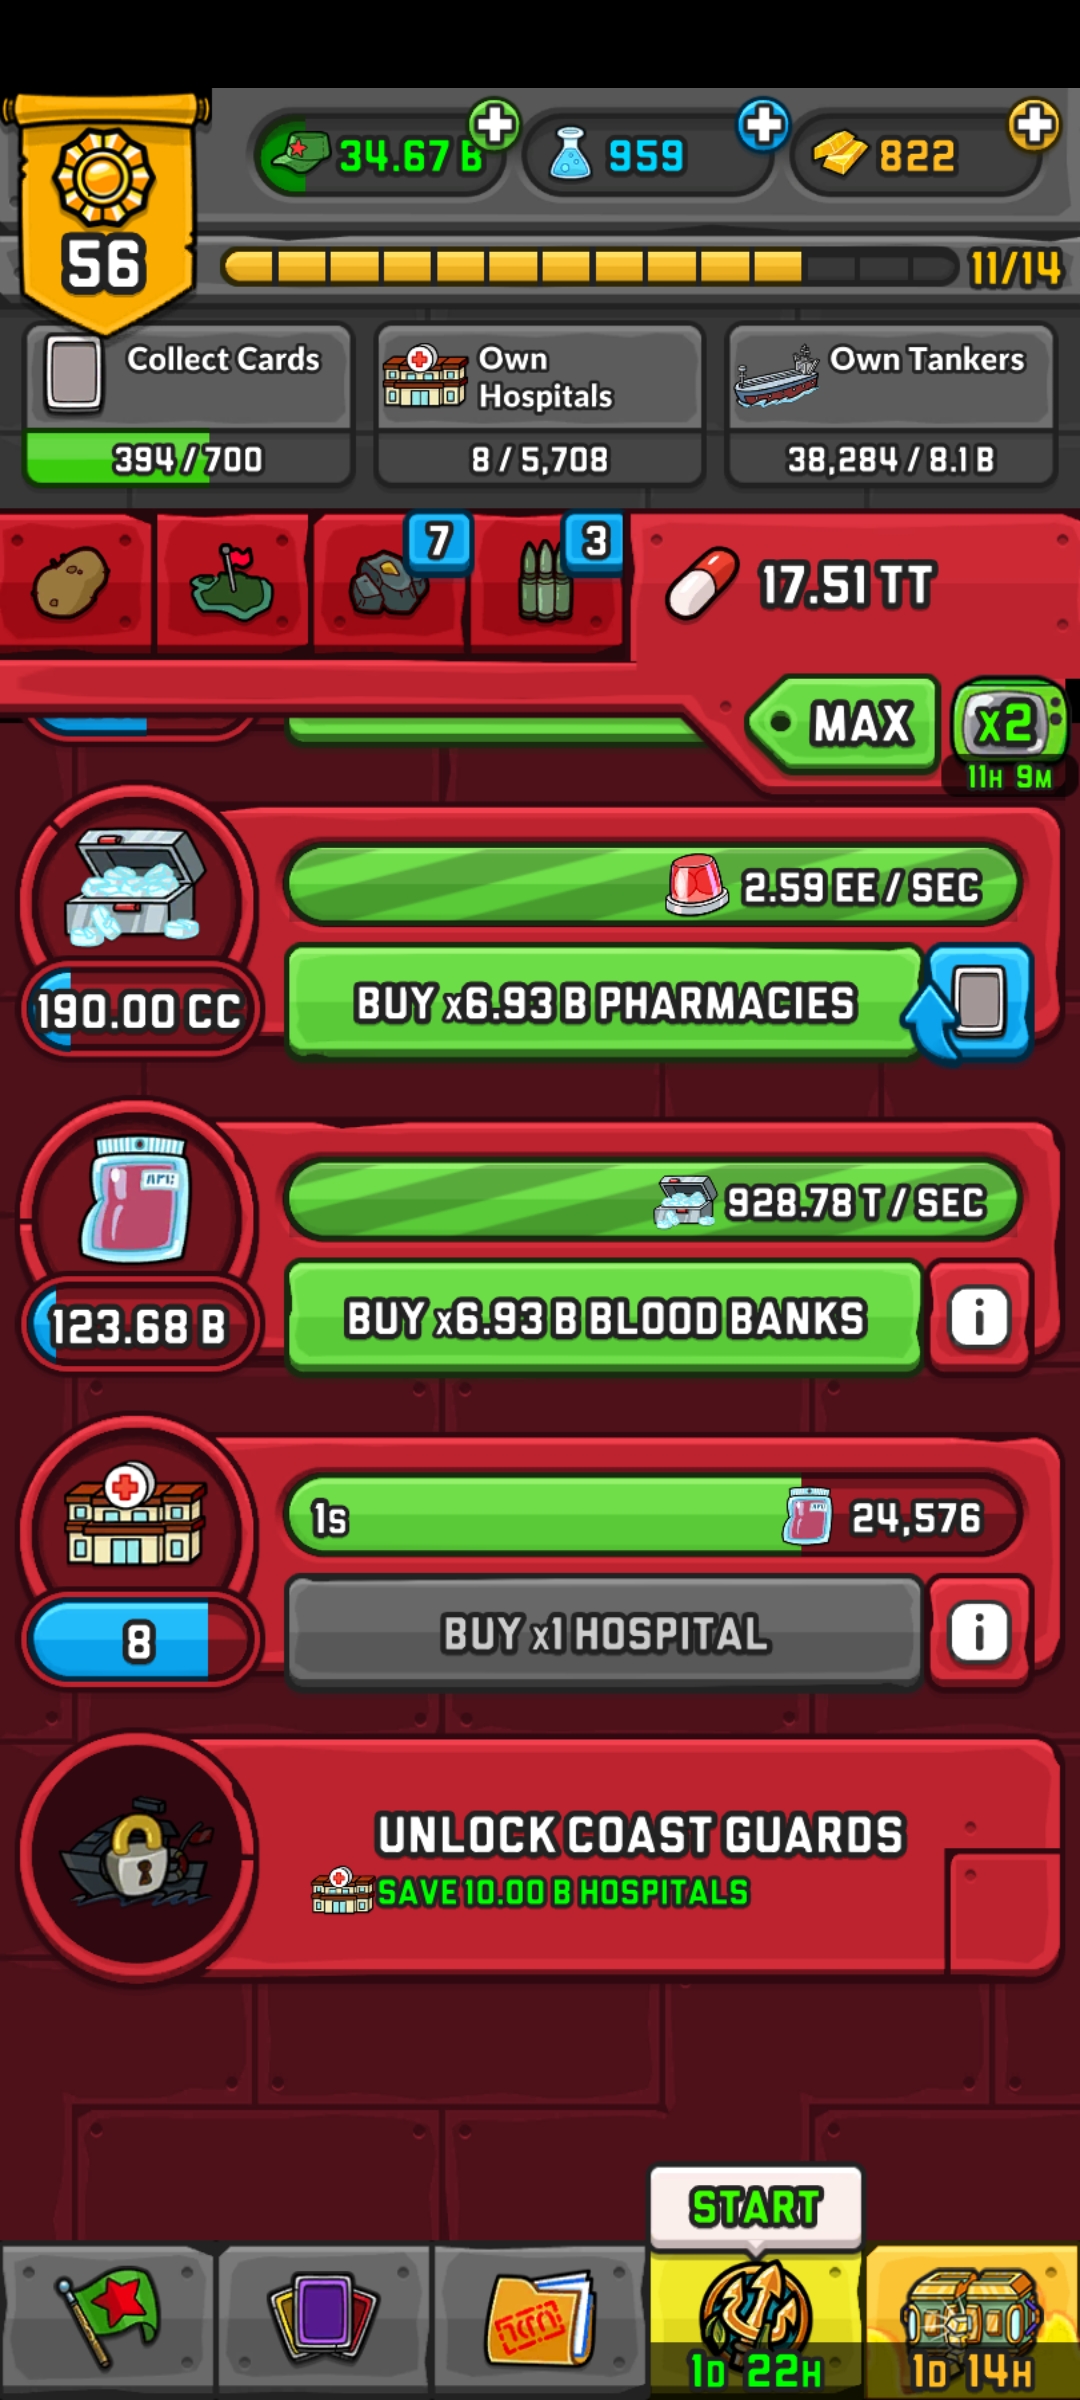 34.67 B
959
822
56
11/14
Collect Cards
394/700
Own
Hospitals
8/5,708
Own Tankers
38,284/8.1 B
7
3
17.51 TT
MAX
x2
11H 9M
2.59 EE/SEC
190.00 CC
BUY x6.93 B PHARMACIES
928.78 T/SEC
123.68 B
BUY x6.93 B BLOOD BANKS
i
1s
24,576
8
BUY x1 HOSPITAL
i
UNLOCK COAST GUARDS
SAVE 10.00 B HOSPITALS
START
1D 22H
1D 14H